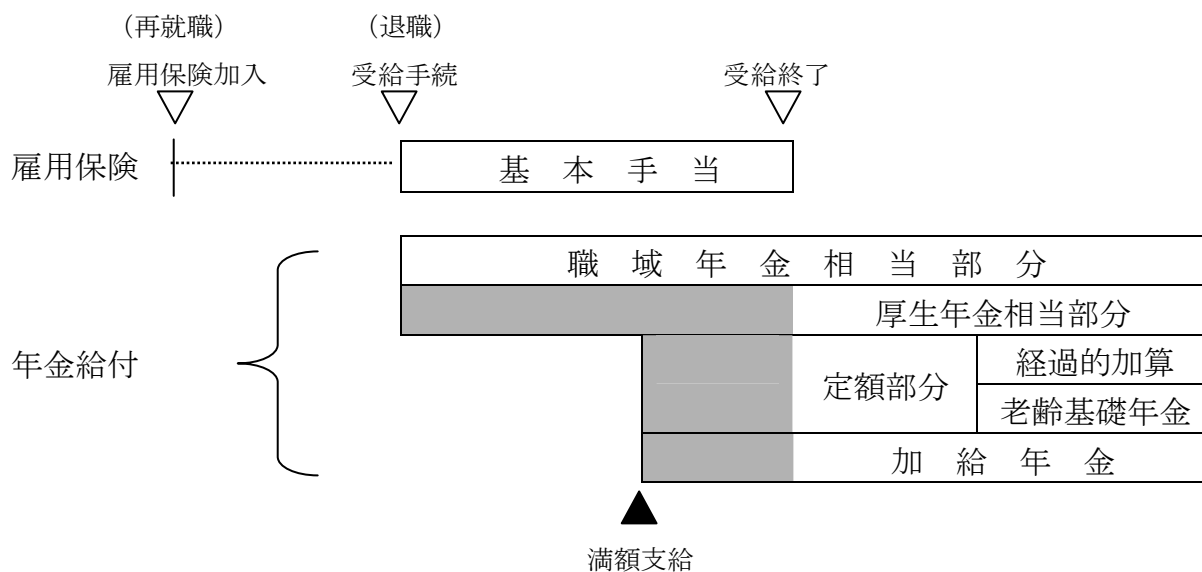 （再就職）　（退職）
雇用保険加入　受給手続　受給終了
雇用保険　基本手当
職域年金相当部分
厚生年金相当部分
年金給付　定額部分　経過的加算
老齢基礎年金
加給年金
満額支給